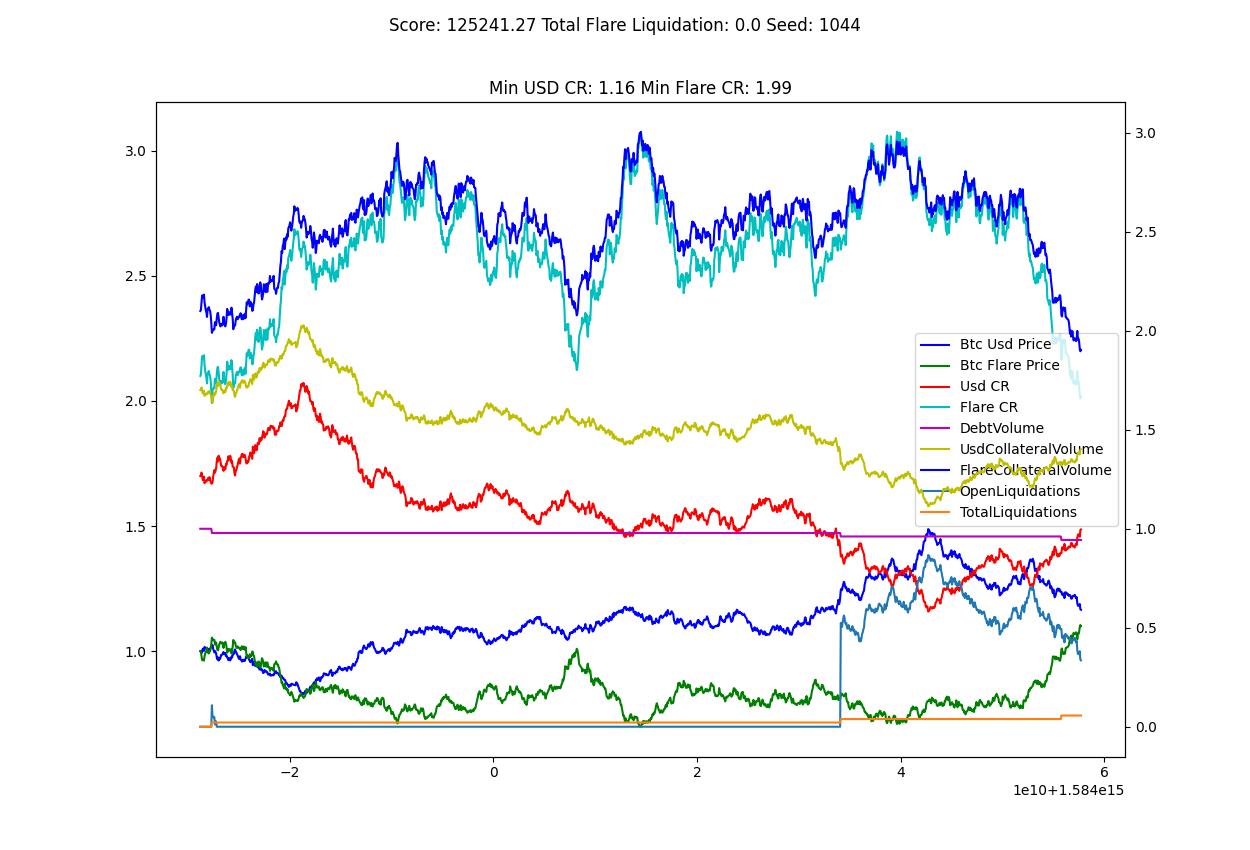 Score: 125241.27 Total Flare Liquidation: 0.0 Seed: 1044
Min USD CR: 1.16 Min Flare CR: 1.99
3.0
2.5
2.0
1.5
1.0
3.0
2.5
2.0
1.5
1.0
0.5
0.0
Btc Usd Price
Btc Flare Price
Usd CR
Flare CR
DebtVolume
UsdCollateralVolume
FlareCollateralVolume
OpenLiquidations
TotalLiquidations
−2 0 2 4 6
1e10+1.584e15